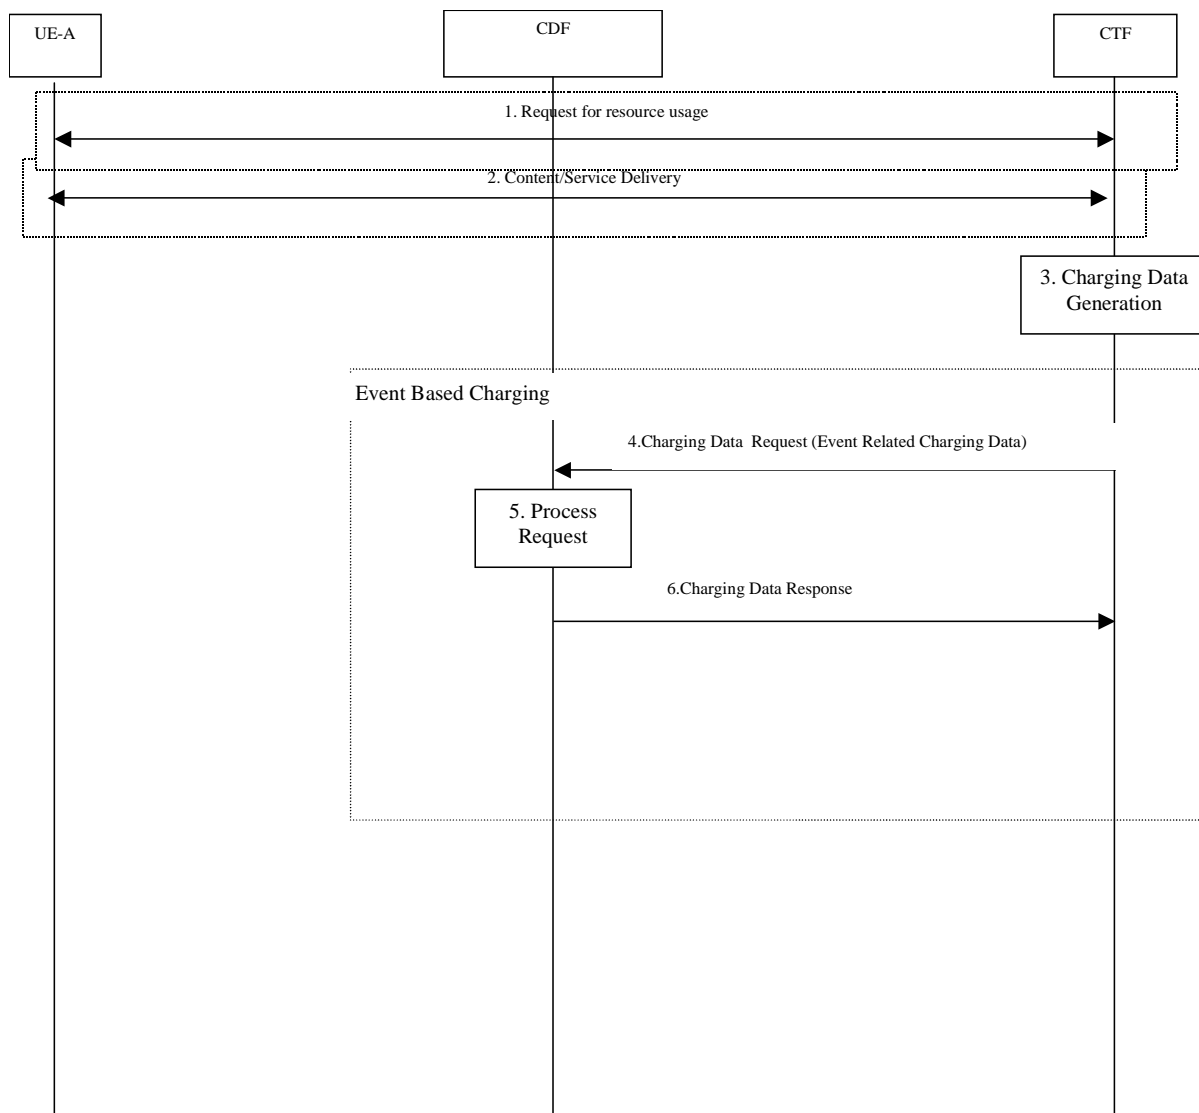 UE-A
CDF
CTF
1. Request for resource usage
2. Content/Service Delivery
3. Charging Data
Generation
Event Based Charging
4.Charging Data  Request (Event Related Charging Data)
5. Process
Request
6.Charging Data Response